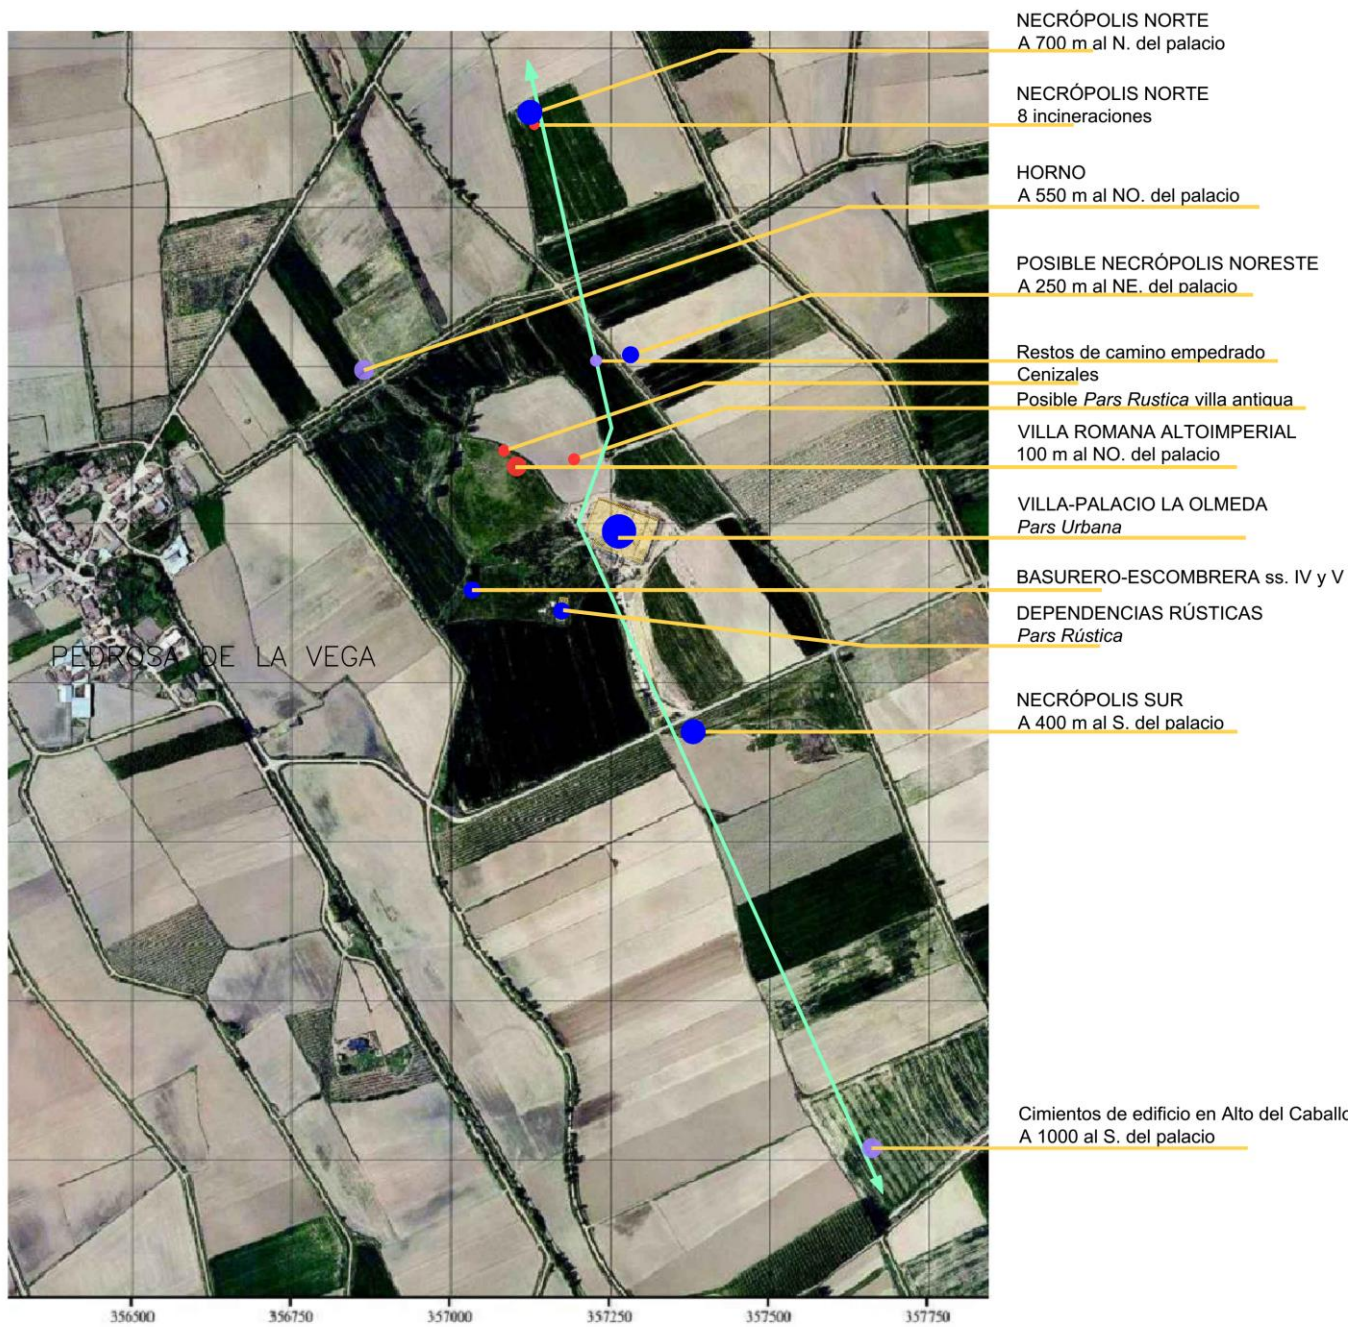 NECRÓPOLIS NORTE
A 700 m al N. del palacio
NECRÓPOLIS NORTE
8 incineraciones
HORNO
A 550 m al NO. del palacio
POSIBLE NECRÓPOLIS NORESTE
A 250 m al NE. del palacio
Restos de camino empedrado
Cenizales
Posible Pars Rustica villa antigua
VILLA ROMANA ALTOIMPERIAL
100 m al NO. del palacio
VILLA-PALACIO LA OLMEDA
Pars Urbana
BASURERO-ESCOMBRERA ss. IV y V
DEPENDENCIAS RÚSTICAS
Pars Rústica
PEDROSA DE LA VEGA
NECRÓPOLIS SUR
A 400 m al S. del palacio
Cimientos de edificio en Alto del Caballo
A 1000 al S. del palacio
356500 356750 357000 357250 357500 357750